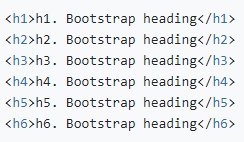 <h1>h1. Bootstrap heading</h1>
<h2>h2. Bootstrap heading</h2>
<h3>h3. Bootstrap heading</h3>
<h4>h4. Bootstrap heading</h4>
<h5>h5. Bootstrap heading</h5>
<h6>h6. Bootstrap heading</h6>